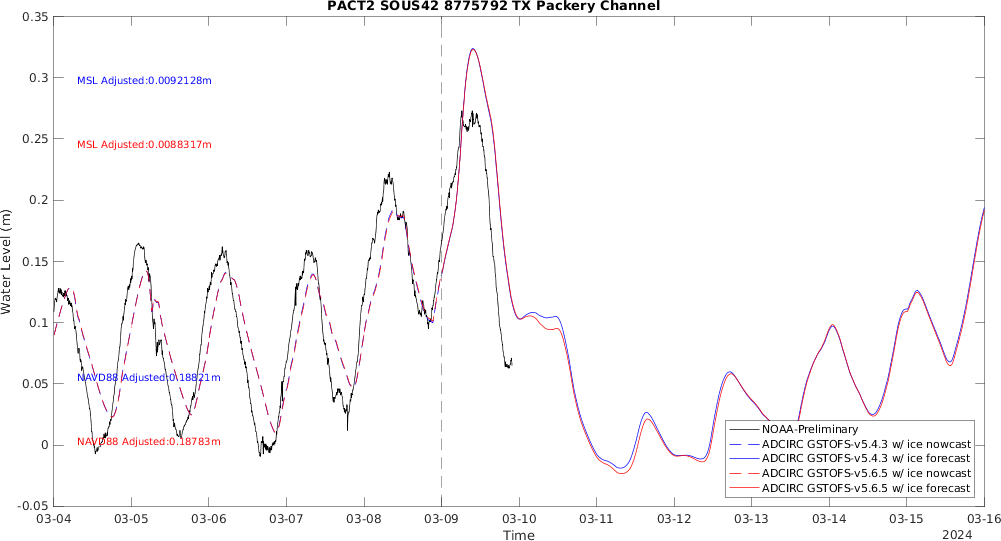 PACT2 SOUS42 8775792 TX Packery Channel
0.35
0.3
0.25
0.2
0.15
0.1
0.05
0
-0.05
Water Level (m)
MSL Adjusted:0.0092128m
MSL Adjusted:0.0088317m
NAVD88 Adjusted:0.18821m
NAVD88 Adjusted:0.18783m
NOAA-Preliminary
ADCIRC GSTOFS-v5.4.3 w/ ice nowcast
ADCIRC GSTOFS-v5.4.3 w/ ice forecast
ADCIRC GSTOFS-v5.6.5 w/ ice nowcast
ADCIRC GSTOFS-v5.6.5 w/ ice forecast
03-04 03-05 03-06 03-07 03-08 03-09 03-10 03-11 03-12 03-13 03-14 03-15 03-16
Time
2024